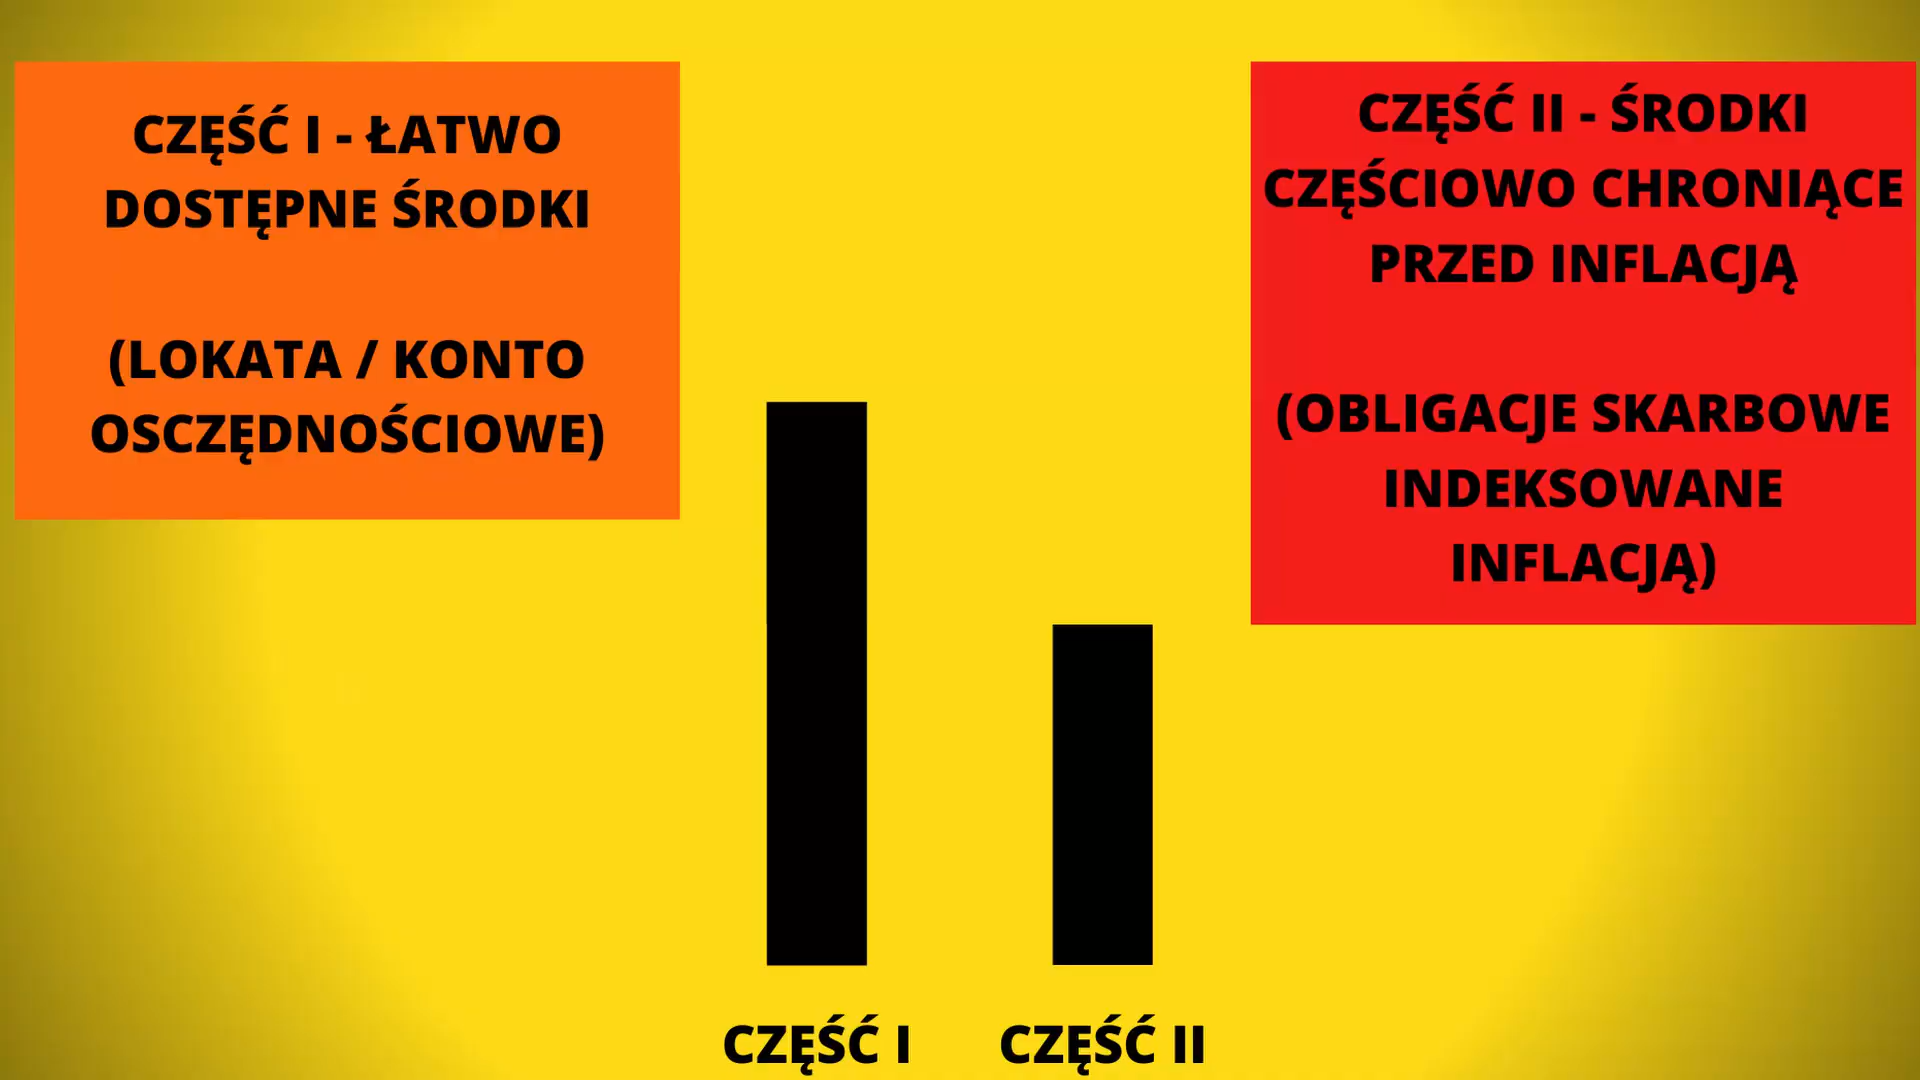 CZĘŚĆ I - ŁATWO
DOSTĘPNE ŚRODKI
(LOKATA / KONTO
OSCZĘDNOŚCIOWE)
CZĘŚĆ II - ŚRODKI
CZĘŚCIOWO CHRONIĄCE
PRZED INFLACJĄ
(OBLIGACJE SKARBOWE
INDEKSOWANE
INFLACJĄ)
CZĘŚĆ I
CZĘŚĆ II